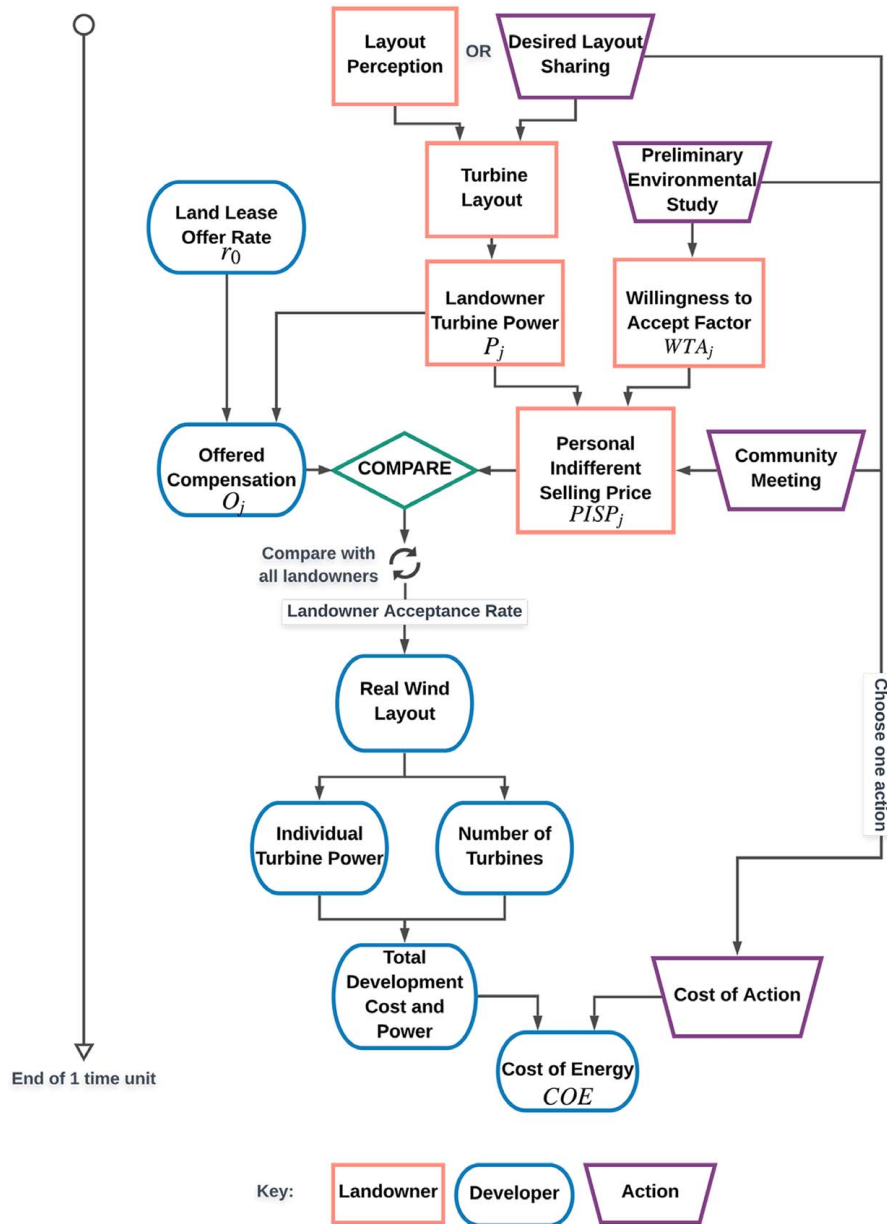 Layout
Perception
OR
Desired Layout
Sharing
Turbine
Layout
Preliminary
Environmental
Study
Land Lease
Offer Rate
r0
Landowner
Turbine Power
Pj
Willingness to
Accept Factor
WTAj
Offered
Compensation
Oj
COMPARE
Personal
Indifferent
Selling Price
PISPj
Community
Meeting
Compare with
all landowners
Landowner Acceptance Rate
Real Wind
Layout
Choose one action
Individual
Turbine Power
Number of
Turbines
Total
Development
Cost and
Power
Cost of Action
Cost of Energy
COE
End of 1 time unit
Key:
Landowner
Developer
Action